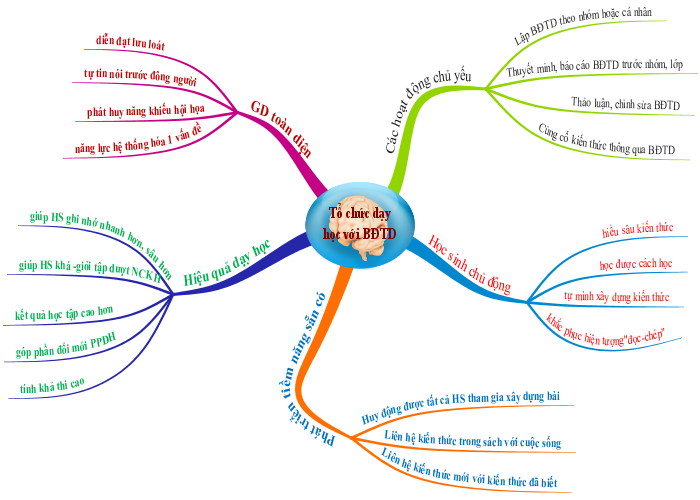 Tổ chức dạy
học với BĐTD
Các hoạt động chủ yếu
Lập BĐTD theo nhóm hoặc cá nhân
Thuyết minh, báo cáo BĐTD trước nhóm, lớp
Thảo luận, chỉnh sửa BĐTD
Củng cố kiến thức thông qua BĐTD
Học sinh chủ động
hiểu sâu kiến thức
học được cách học
tự mình xây dựng kiến thức
khắc phục hiện tượng"đọc-chép"
Phát triển tiềm năng sẵn có
Huy động được tất cả HS tham gia xây dựng bài
Liên hệ kiến thức trong sách với cuộc sống
Liên hệ kiến thức mới với kiến thức đã biết
Hiệu quả dạy học
giúp HS ghi nhớ nhanh hơn, sâu hơn
giúp HS khá -giỏi tập dượt NCKH
kết quả học tập cao hơn
góp phần đổi mới PPDH
tính khả thi cao
GD toàn diện
diễn đạt lưu loát
tự tin nói trước đông người
phát huy năng khiếu hội họa
năng lực hệ thống hóa 1 vấn đề